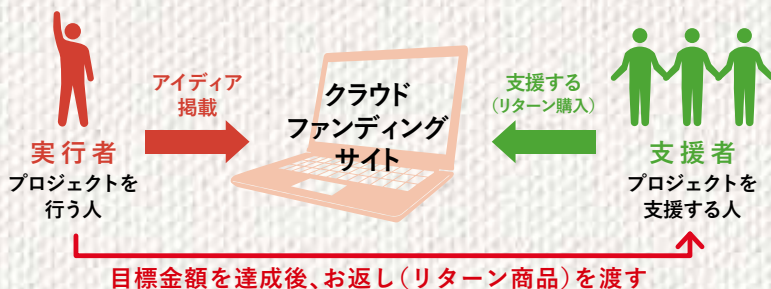 アイディア
掲載
クラウド
ファンディング
サイト
支援する
（リターン購入）
実行者
プロジェクトを
行う人
支援者
プロジェクトを
支援する人
目標金額を達成後、お返し（リターン商品）を渡す